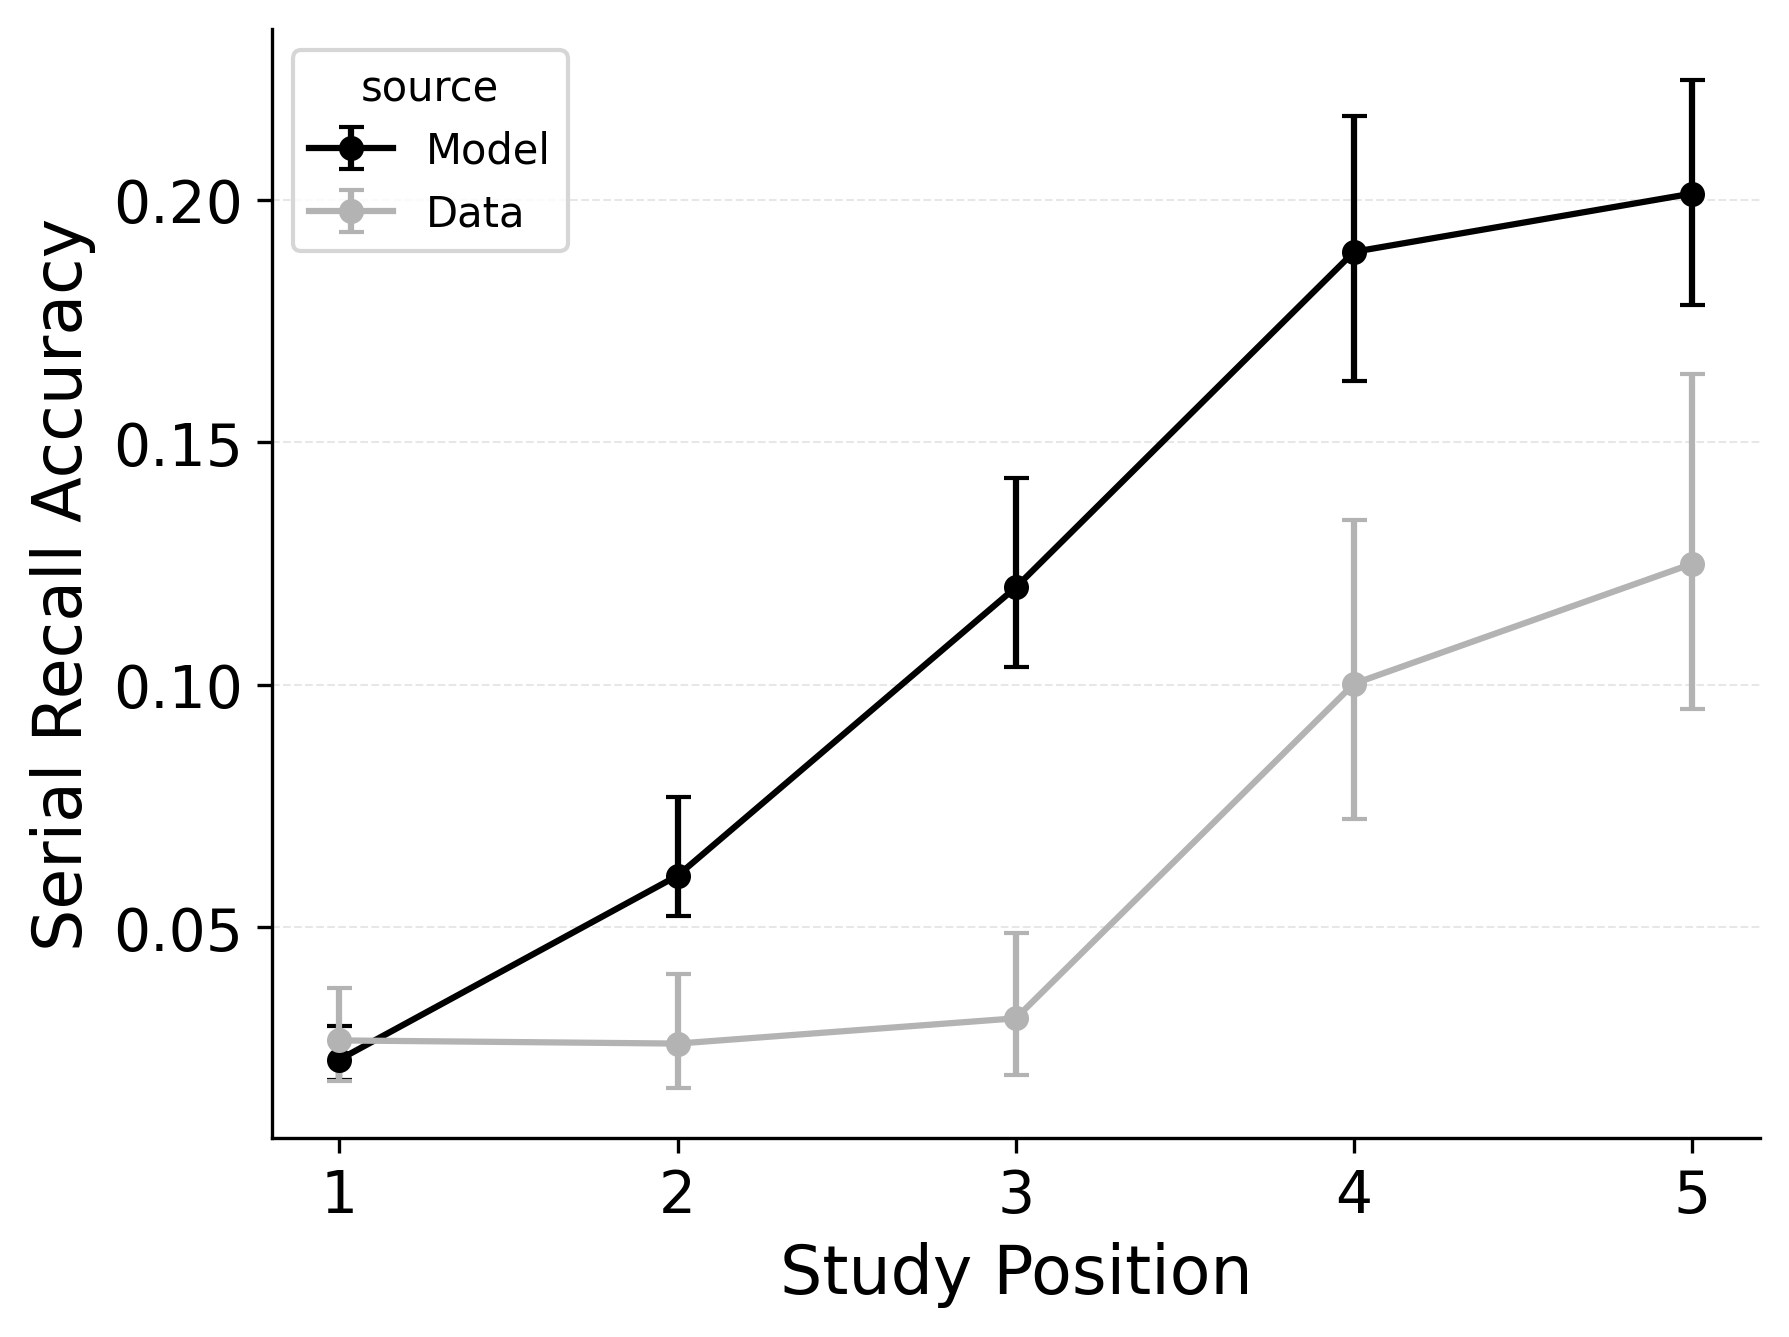 source
Model
Data
Serial Recall Accuracy
0.20
0.15
0.10
0.05
1 2 3 4 5
Study Position